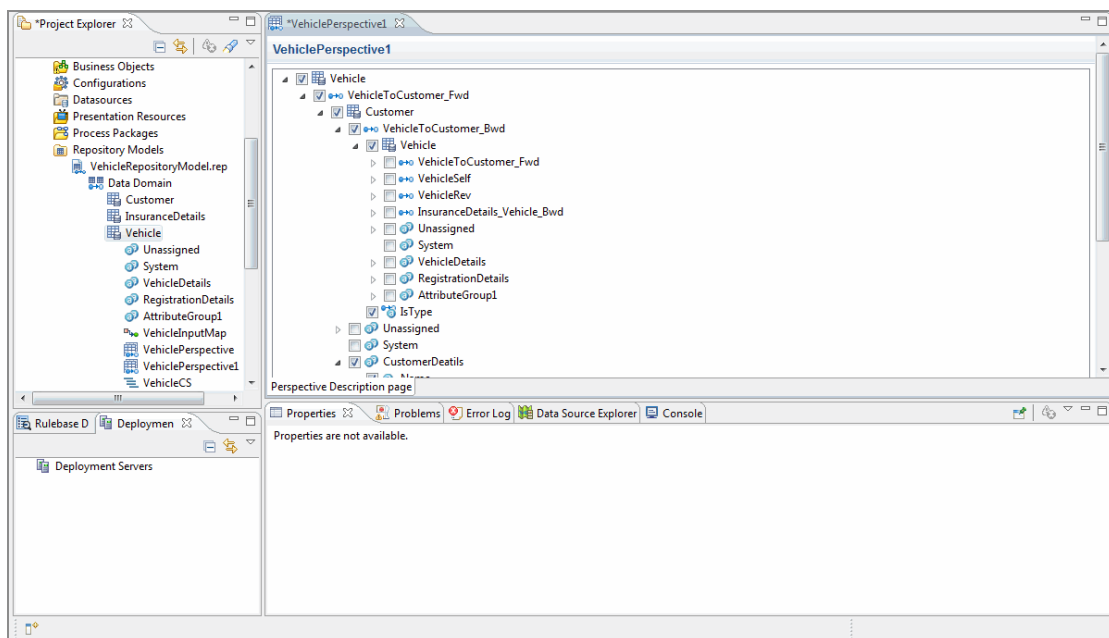 *Project Explorer
Business Objects
Configurations
Datasources
Presentation Resources
Process Packages
Repository Models
VehicleRepositoryModel.rep
Data Domain
Customer
InsuranceDetails
Vehicle
Unassigned
System
VehicleDetails
RegistrationDetails
AttributeGroup1
VehicleInputMap
VehiclePerspective
VehiclePerspective1
VehicleCS
*VehiclePerspective1
VehiclePerspective1
Vehicle
VehicleToCustomer_Fwd
Customer
VehicleToCustomer_Bwd
Vehicle
VehicleToCustomer_Fwd
VehicleSelf
VehicleRev
InsuranceDetails_Vehicle_Bwd
Unassigned
System
VehicleDetails
RegistrationDetails
AttributeGroup1
IsType
Unassigned
System
CustomerDeatils
Perspective Description page
Rulebase D Deploymen
Deployment Servers
Properties Problems Error Log Data Source Explorer Console
Properties are not available.